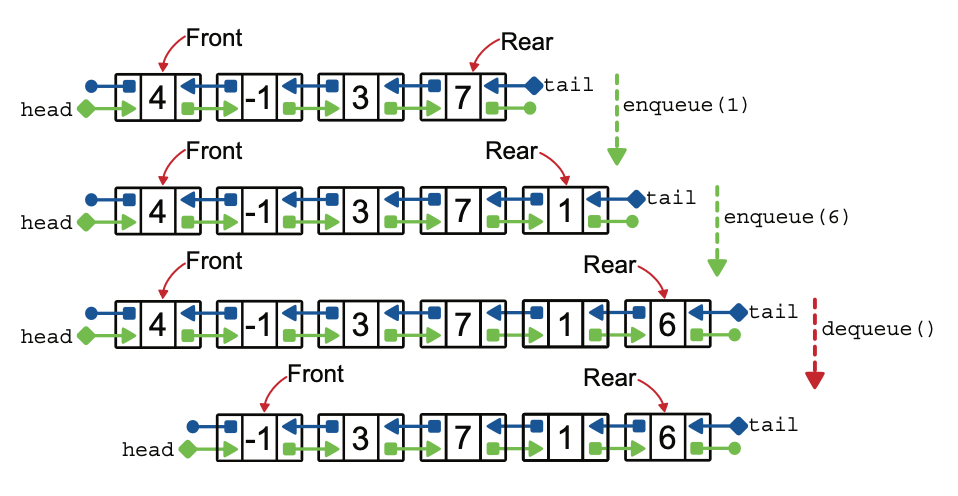 Front Rear
head 4 -1 3 7 tail
enqueue(1)
Front Rear
head 4 -1 3 7 1 tail
enqueue(6)
Front Rear
head 4 -1 3 7 1 6 tail
dequeue()
Front Rear
head -1 3 7 1 6 tail